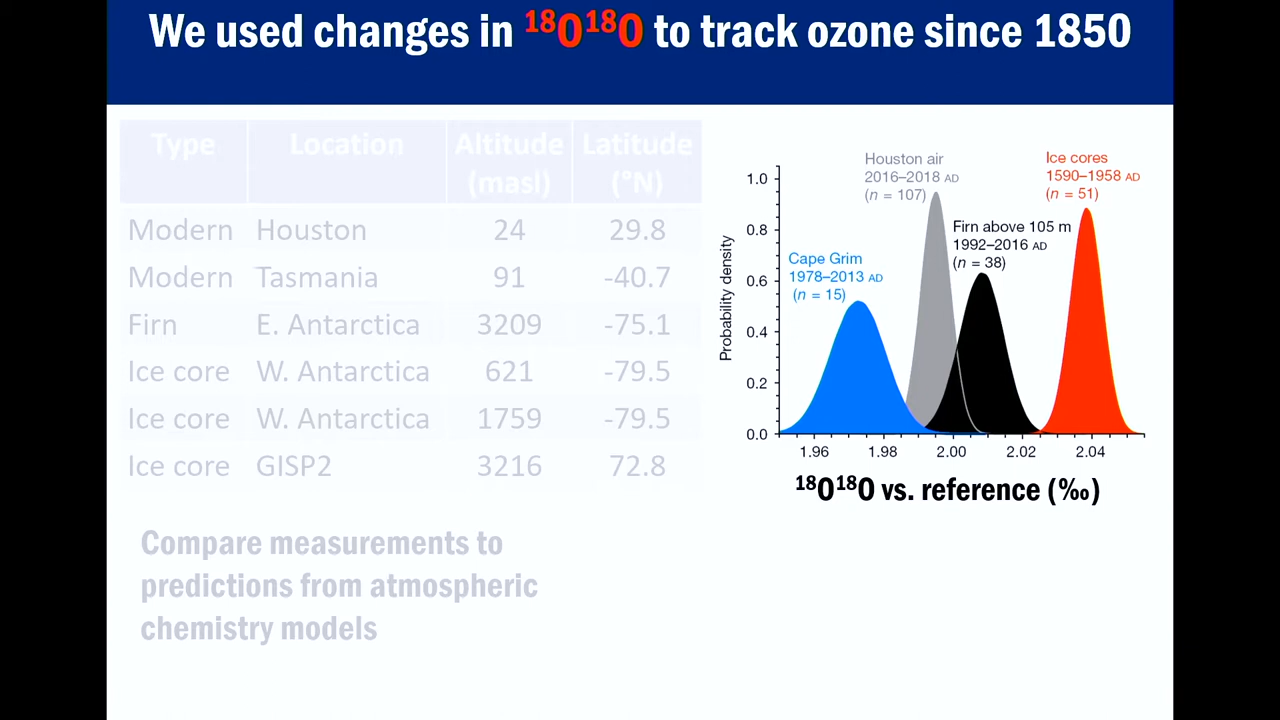 We used changes in ¹⁸O¹⁸O to track ozone since 1850
Type Location Altitude (masl) Latitude (°N)
Modern Houston 24 29.8
Modern Tasmania 91 -40.7
Firn E. Antarctica 3209 -75.1
Ice core W. Antarctica 621 -79.5
Ice core W. Antarctica 1759 -79.5
Ice core GISP2 3216 72.8
Compare measurements to
predictions from atmospheric
chemistry models
Houston air
2016–2018 AD
(n = 107)
Ice cores
1590–1958 AD
(n = 51)
Firn above 105 m
1992–2016 AD
(n = 38)
Cape Grim
1978–2013 AD
(n = 15)
Probability density
1.0
0.8
0.6
0.4
0.2
0.0
1.96 1.98 2.00 2.02 2.04
¹⁸O¹⁸O vs. reference (‰)